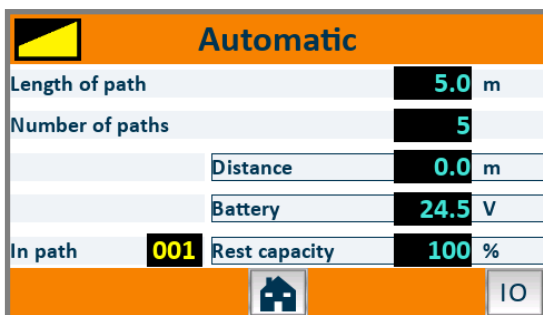 Automatic
Length of path 5.0 m
Number of paths 5
Distance 0.0 m
Battery 24.5 V
In path 001 Rest capacity 100 %
IO